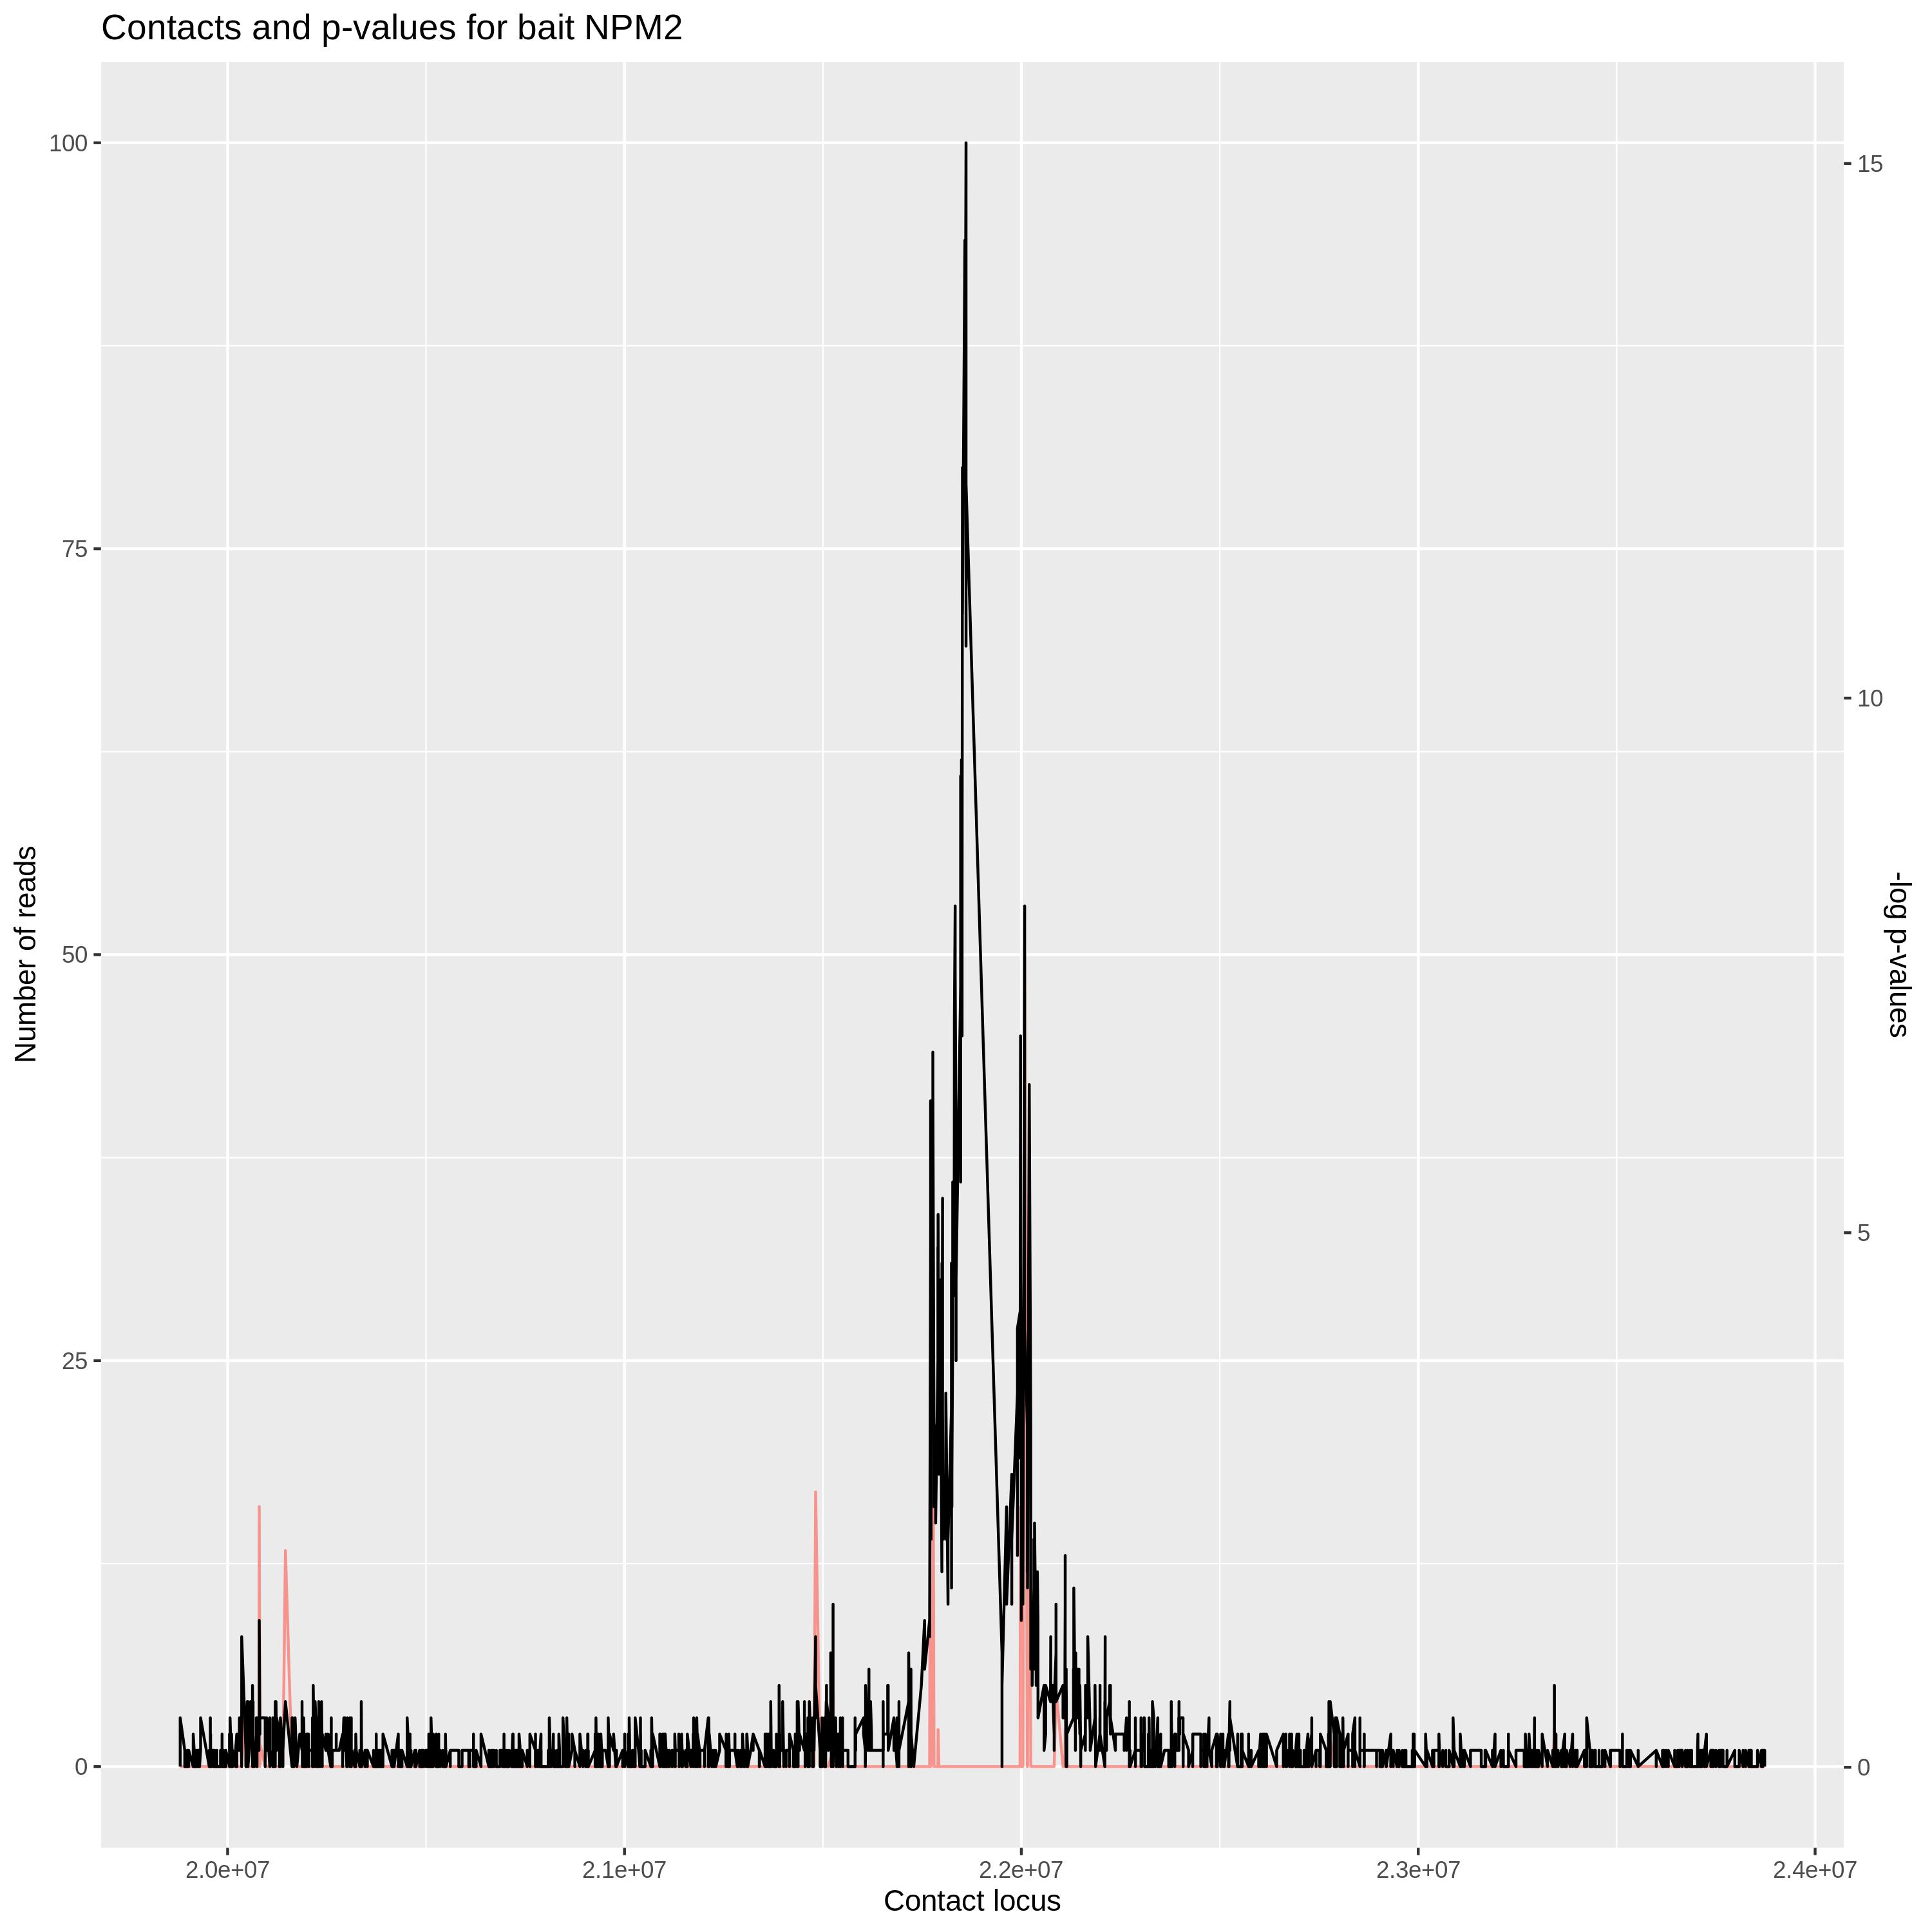 Contacts and p-values for bait NPM2
100
75
50
25
0
Number of reads
15
10
5
0
-log p-values
2.0e+07
2.1e+07
2.2e+07
2.3e+07
2.4e+07
Contact locus